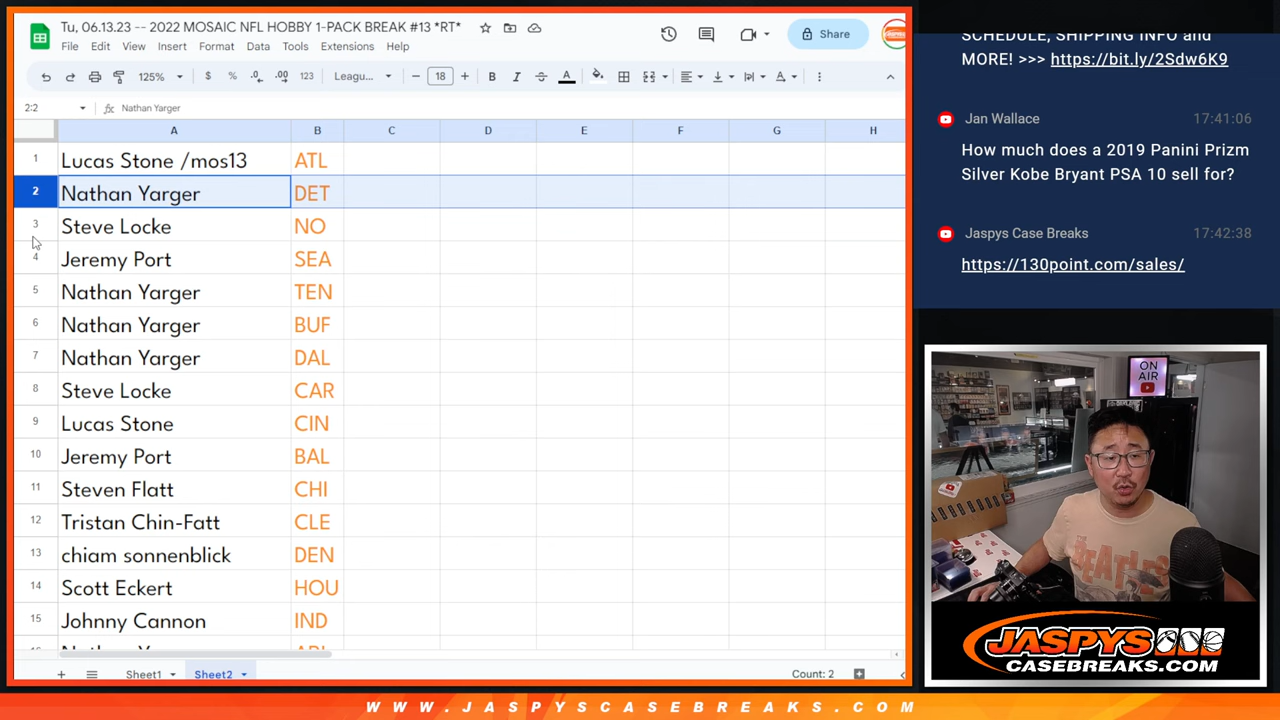 Tu, 06.13.23 -- 2022 MOSAIC NFL HOBBY 1-PACK BREAK #13 *RT*
File Edit View Insert Format Data Tools Extensions Help
Share
125% $ % .0 .00 123 Leagu... 18 B I A
2:2 fx Nathan Yarger
A B C D E F G H
1 Lucas Stone /mos13 ATL
2 Nathan Yarger DET
3 Steve Locke NO
4 Jeremy Port SEA
5 Nathan Yarger TEN
6 Nathan Yarger BUF
7 Nathan Yarger DAL
8 Steve Locke CAR
9 Lucas Stone CIN
10 Jeremy Port BAL
11 Steven Flatt CHI
12 Tristan Chin-Fatt CLE
13 chiam sonnenblick DEN
14 Scott Eckert HOU
15 Johnny Cannon IND
Sheet1 Sheet2 Count: 2
SCHEDULE, SHIPPING INFO and
MORE! >>> https://bit.ly/2Sdw6K9
Jan Wallace 17:41:06
How much does a 2019 Panini Prizm
Silver Kobe Bryant PSA 10 sell for?
Jaspys Case Breaks 17:42:38
https://130point.com/sales/
ON
AIR
JASPYS
CASEBREAKS.COM
WWW.JASPYSCASEBREAKS.COM